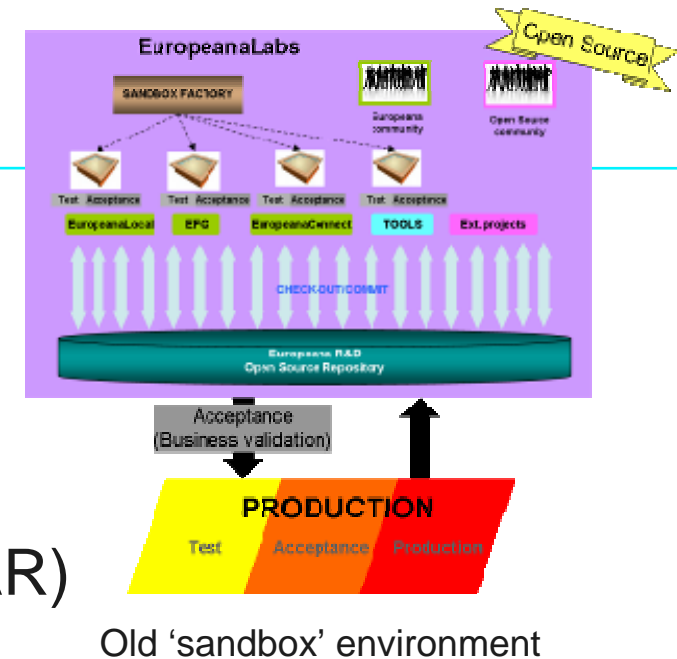 EuropeanaLabs
Open Source
SANDBOX FACTORY
Europeana
community
Open Source
community
Test Acceptance
Test Acceptance
Test Acceptance
Test Acceptance
EuropeanaLocal
EFG
EuropeanaConnect
TOOLS
Ext. projects
CHECK-OUT/COMMIT
Europeana R&D
Open Source Repository
Acceptance
(Business validation)
PRODUCTION
Test
Acceptance
Production
R)
Old ‘sandbox’ environment